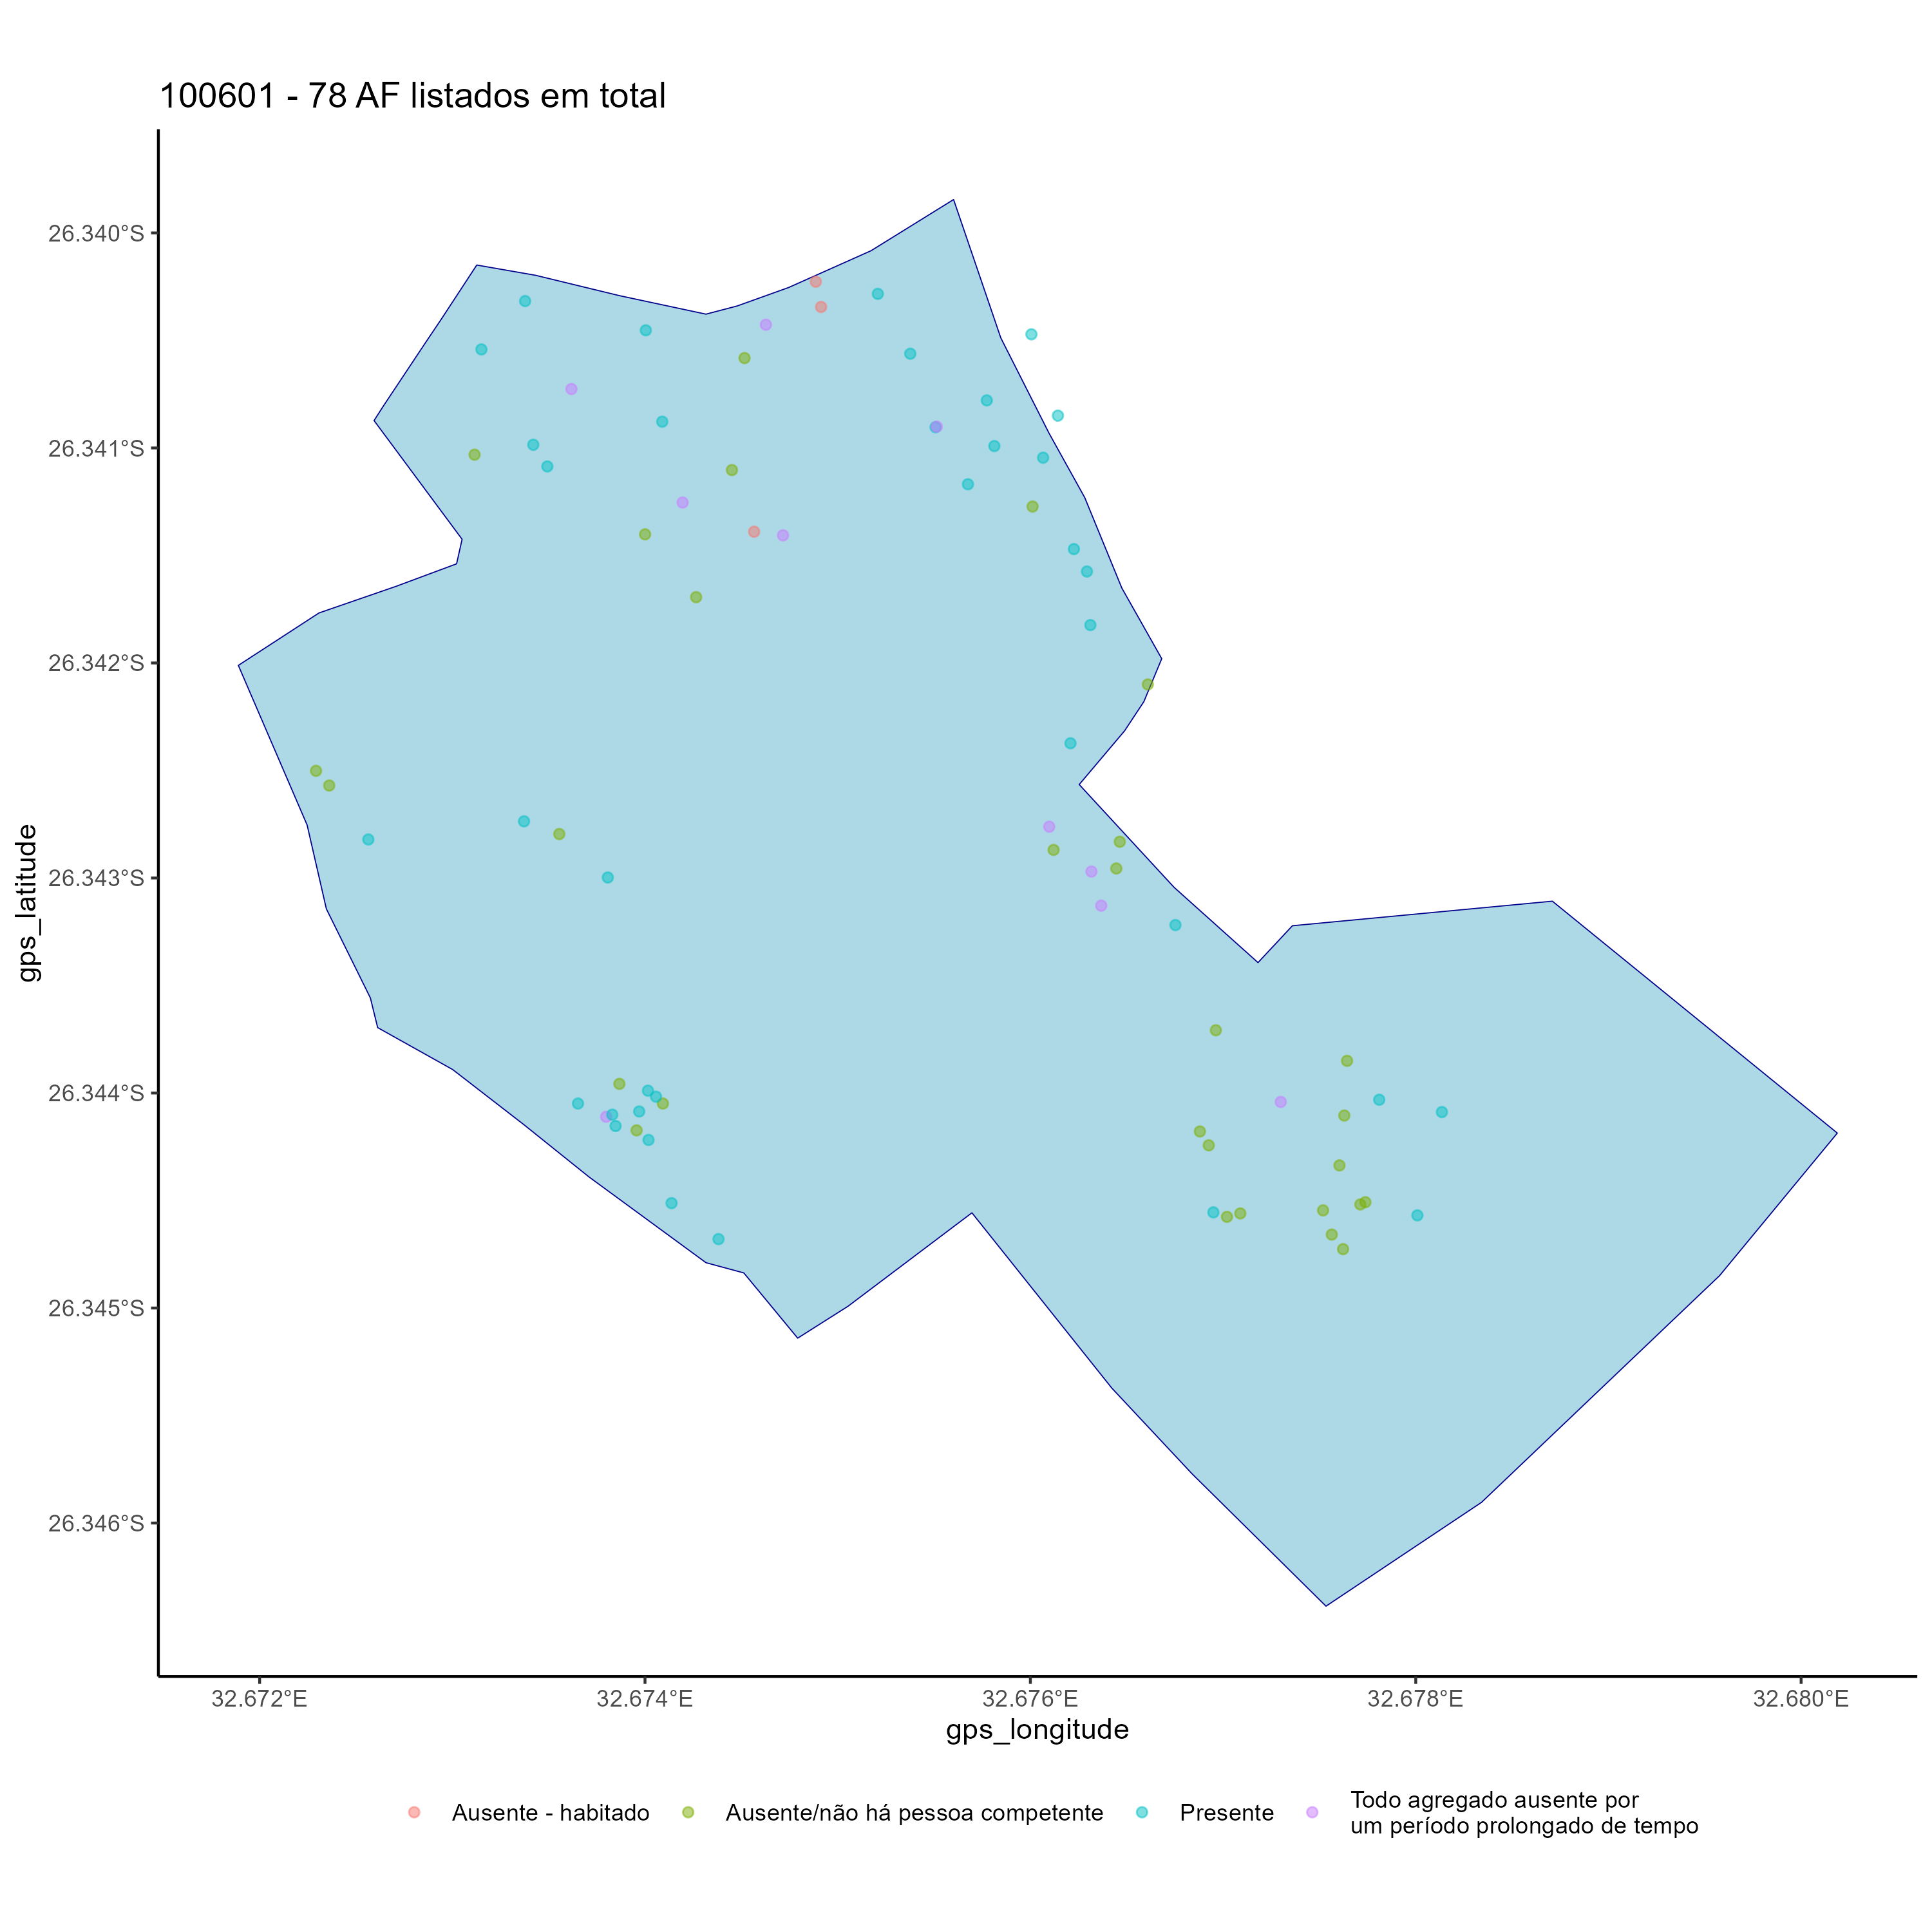 100601 - 78 AF listados em total
26.340°S
26.341°S
26.342°S
26.343°S
26.344°S
26.345°S
26.346°S
gps_latitude
32.672°E
32.674°E
32.676°E
32.678°E
32.680°E
gps_longitude
Ausente - habitado
Ausente/não há pessoa competente
Presente
Todo agregado ausente por
um período prolongado de tempo